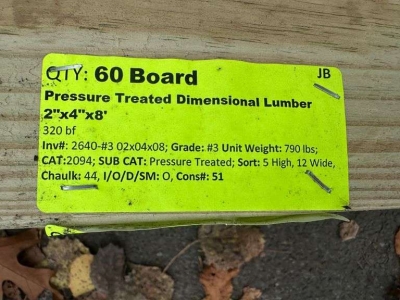 QTY: 60 Board
JB
Pressure Treated Dimensional Lumber
2"x4"x8'
320 bf
Inv#: 2640-#3 02x04x08; Grade: #3 Unit Weight: 790 lbs;
CAT:2094; SUB CAT: Pressure Treated; Sort: 5 High, 12 Wide,
Chaulk: 44, I/O/D/SM: O, Cons#: 51